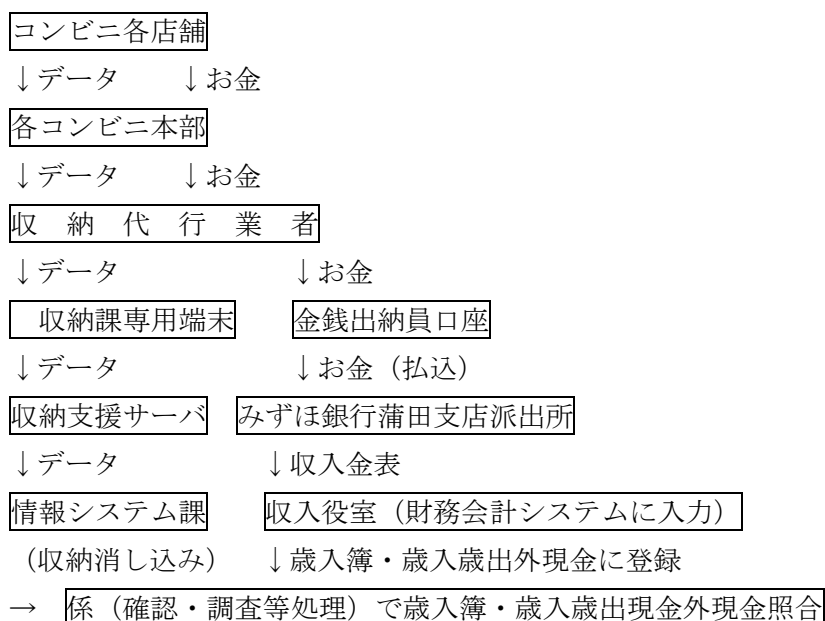 コンビニ各店舗
↓データ　　↓お金
各コンビニ本部
↓データ　　↓お金
収　納　代　行　業　者
↓データ　　　　　　↓お金
収納課専用端末　　金銭出納員口座
↓データ　　　　　　↓お金（払込）
収納支援サーバ　みずほ銀行蒲田支店派出所
↓データ　　　　　↓収入金表
情報システム課　　収入役室（財務会計システムに入力）
（収納消し込み）　↓歳入簿・歳入歳出外現金に登録
→　係（確認・調査等処理）で歳入簿・歳入歳出現金外現金照合